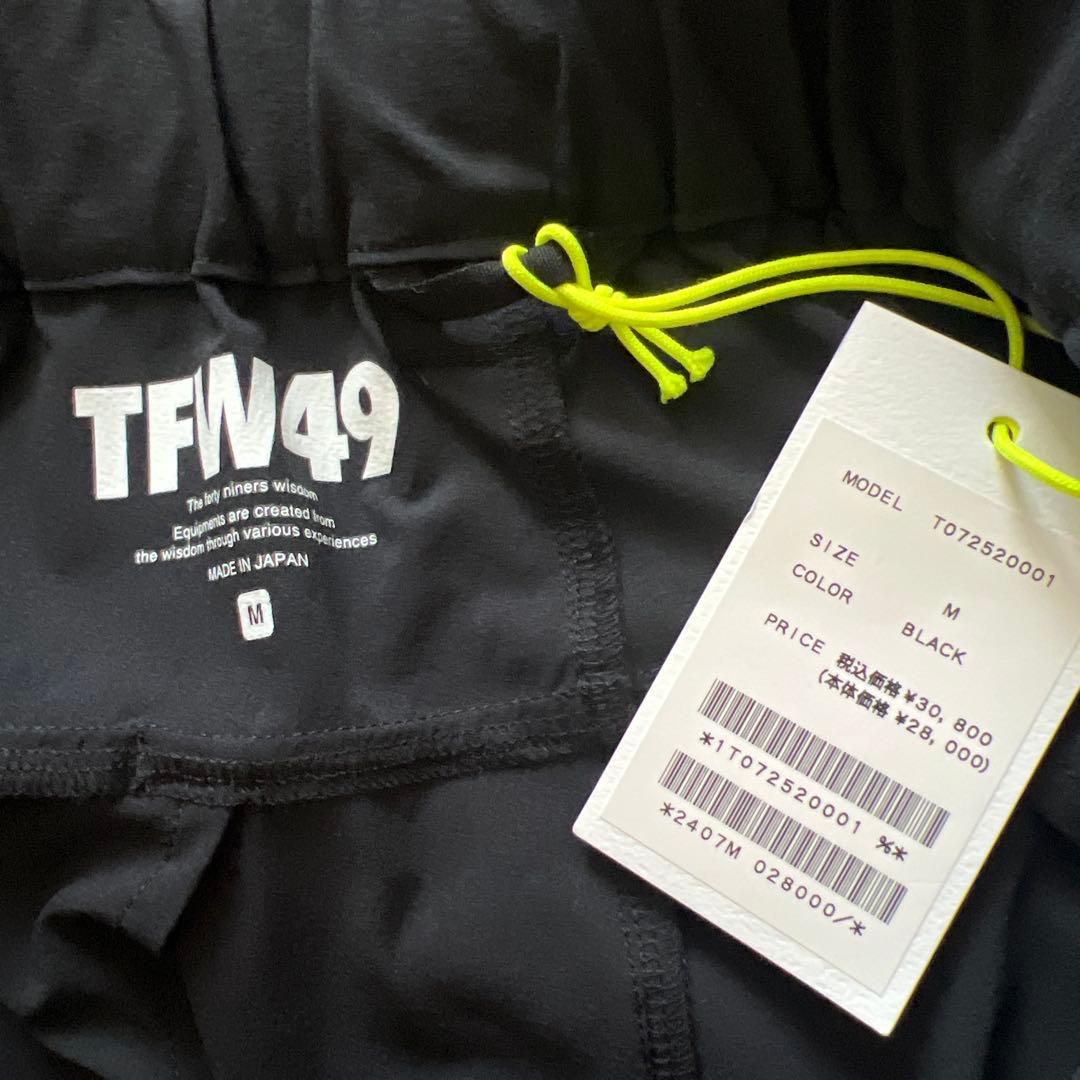 TFW49
The forty niners wisdom
Equipments are created from
the wisdom through various experiences
MADE IN JAPAN
M
MODEL T072520001
SIZE M
COLOR BLACK
PRICE 税込価格 ¥30,800
(本体価格 ¥28,000)
*1T072520001 %*
*2407M 028000/*